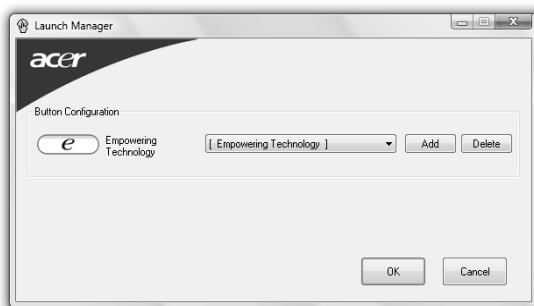 Launch Manager
acer
Button Configuration
e
Empowering
Technology
[ Empowering Technology ]
Add
Delete
OK
Cancel